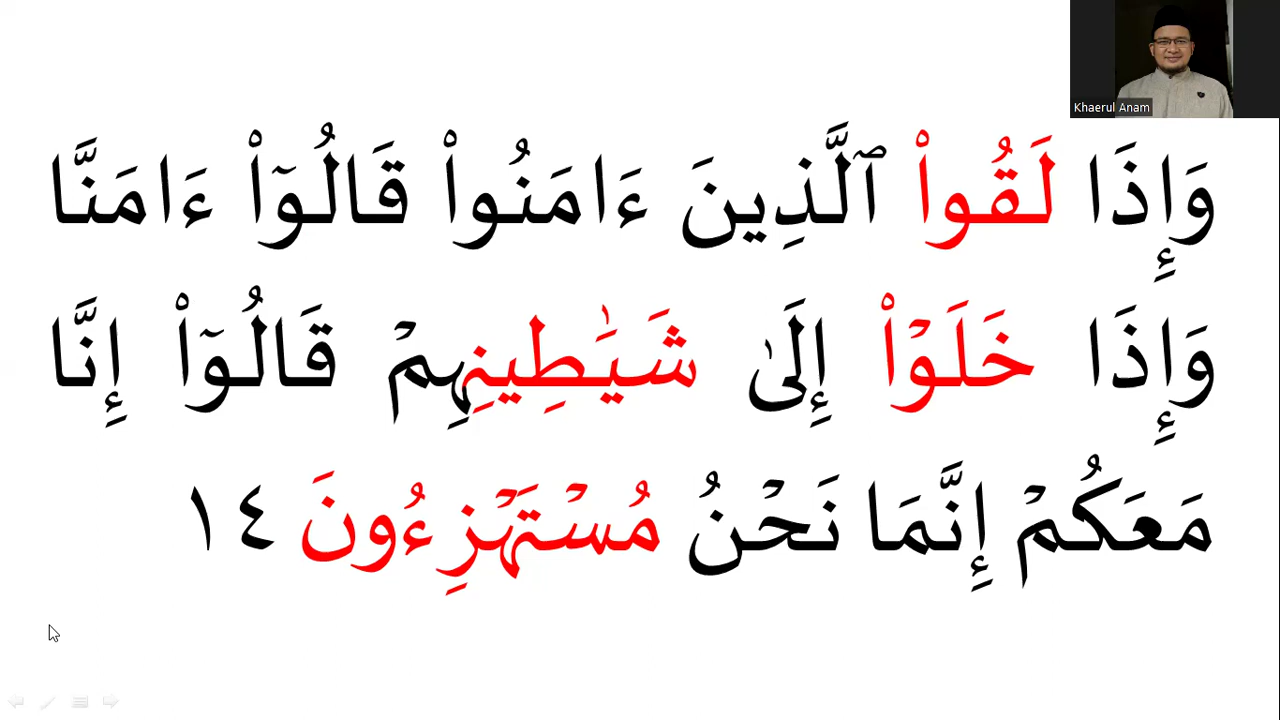 Khaerul Anam
وَإِذَا لَقُوا۟ ٱلَّذِينَ ءَامَنُوا۟ قَالُوٓا۟ ءَامَنَّا
وَإِذَا خَلَوْا۟ إِلَىٰ شَيَـٰطِينِهِمْ قَالُوٓا۟ إِنَّا
مَعَكُمْ إِنَّمَا نَحْنُ مُسْتَهْزِءُونَ ١٤